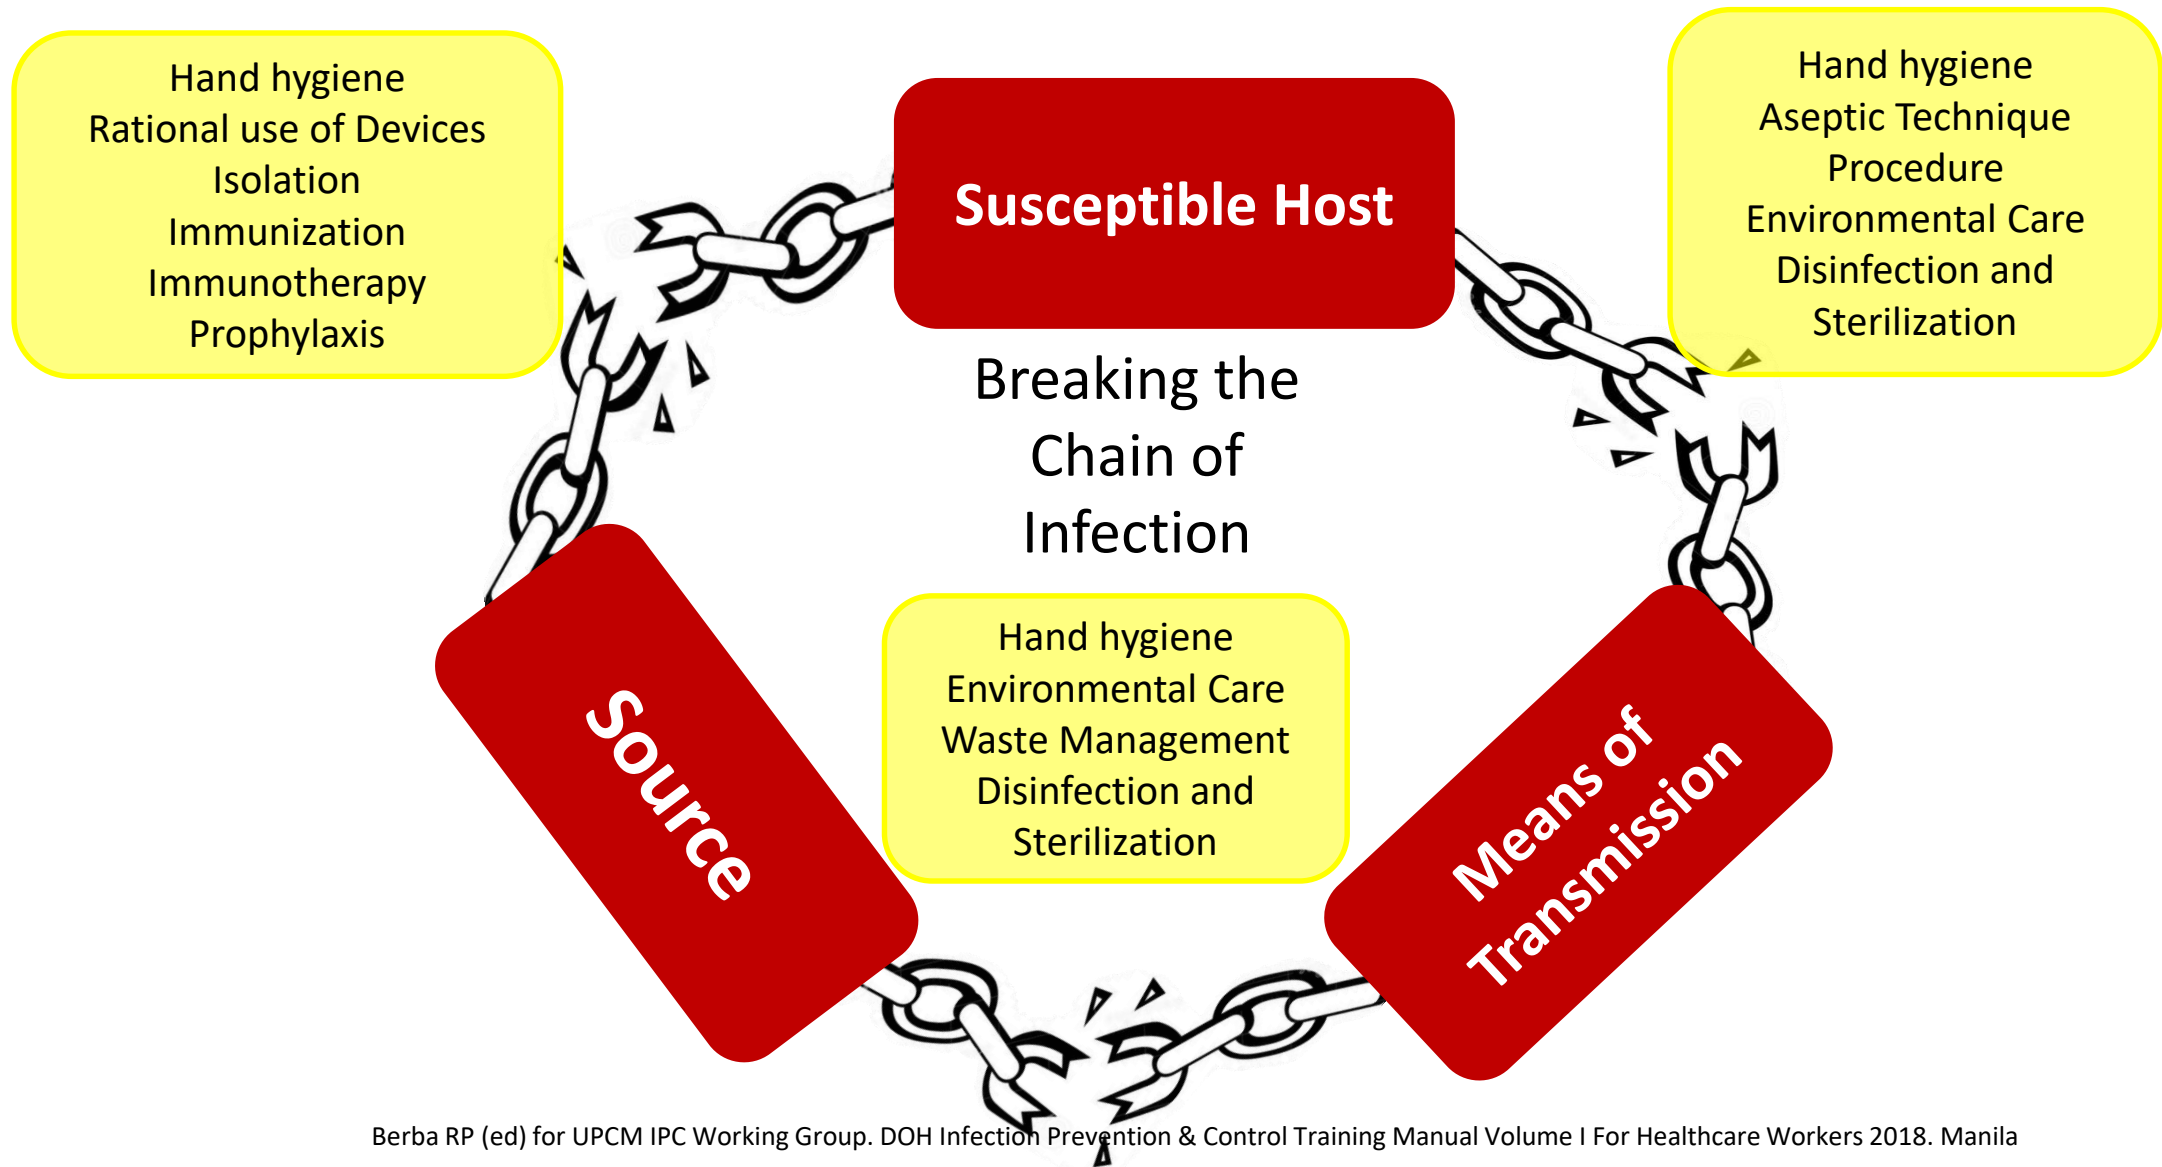 Hand hygiene
Rational use of Devices
Isolation
Immunization
Immunotherapy
Prophylaxis
Susceptible Host
Hand hygiene
Aseptic Technique
Procedure
Environmental Care
Disinfection and
Sterilization
Breaking the
Chain of
Infection
Source
Hand hygiene
Environmental Care
Waste Management
Disinfection and
Sterilization
Means of
Transmission
Berba RP (ed) for UPCM IPC Working Group. DOH Infection Prevention & Control Training Manual Volume I For Healthcare Workers 2018. Manila